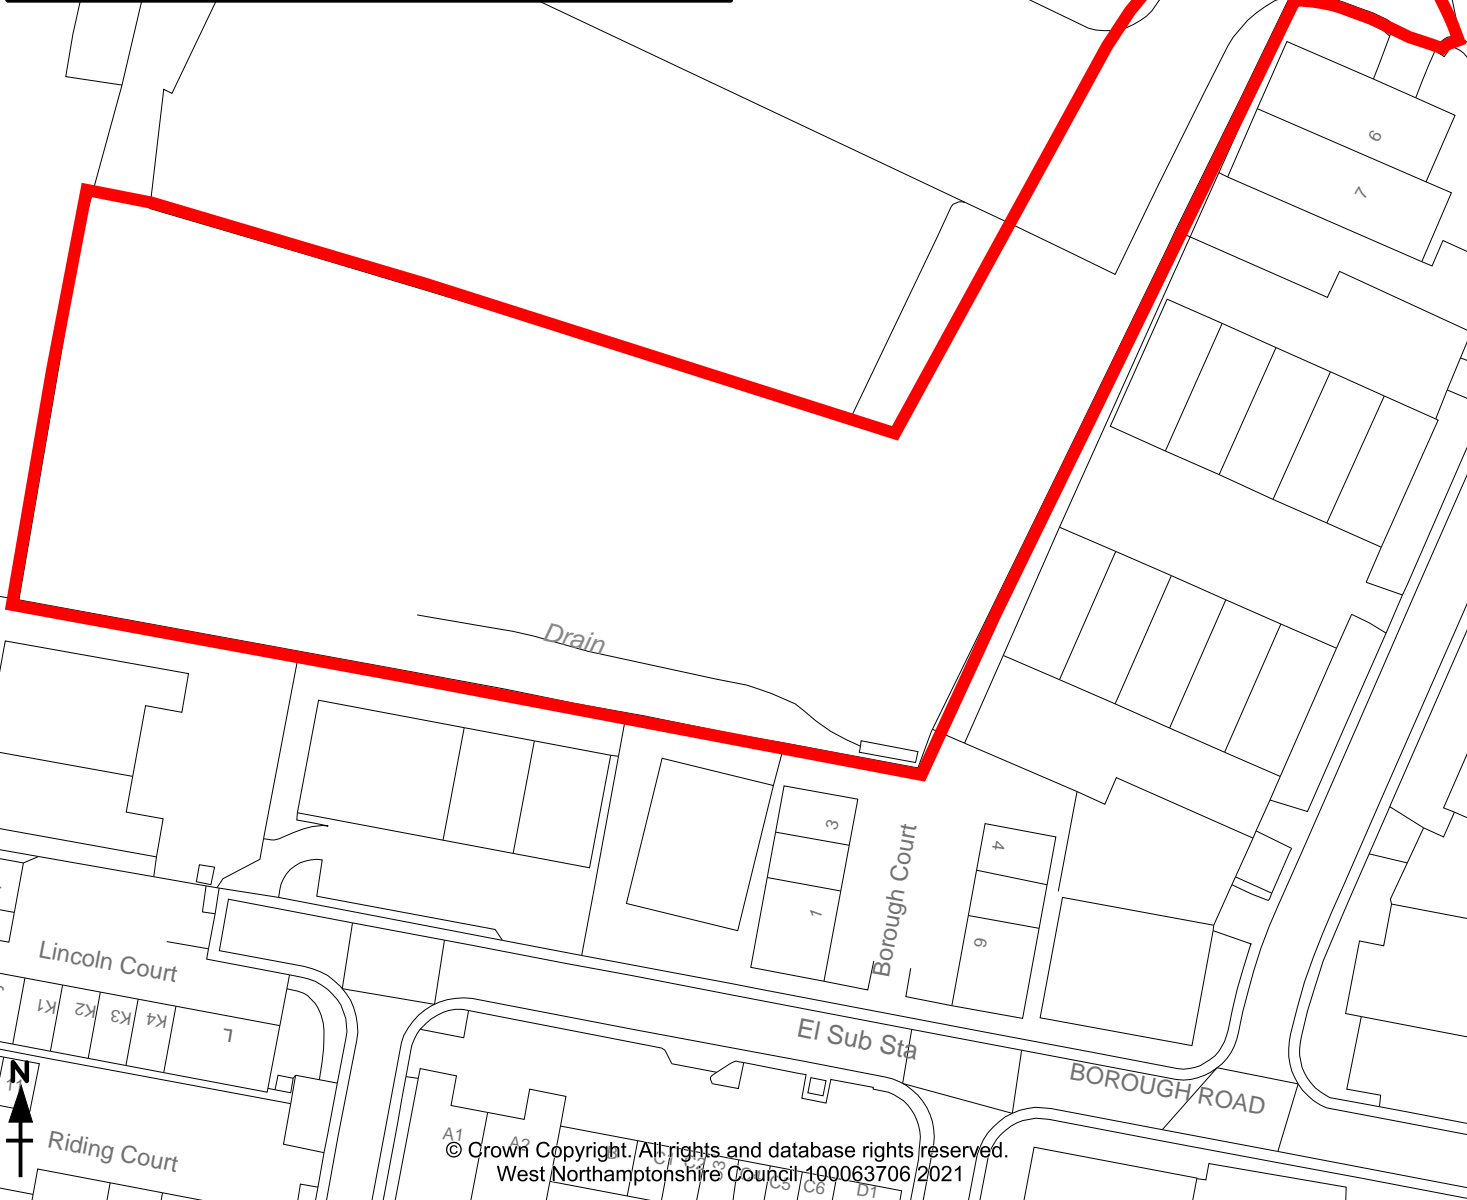 6
7
Drain
3
1
Borough Court
4
6
Lincoln Court
K1
K2
K3
K4
L
El Sub Sta
BOROUGH ROAD
N
Riding Court
A1
A2
C1
C5
C6
D1
© Crown Copyright. All rights and database rights reserved.
West Northamptonshire Council 100063706 2021